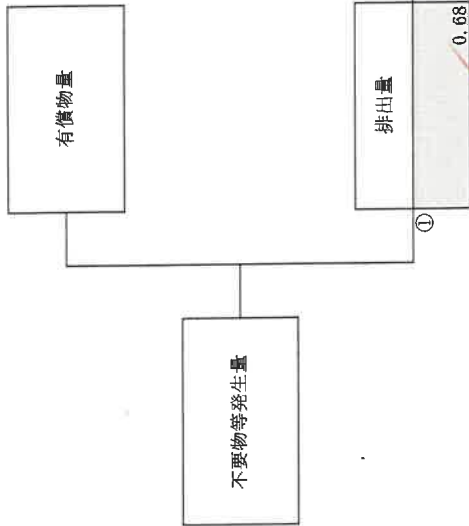 有償物量
不要物等発生量
排出量
①
0.68